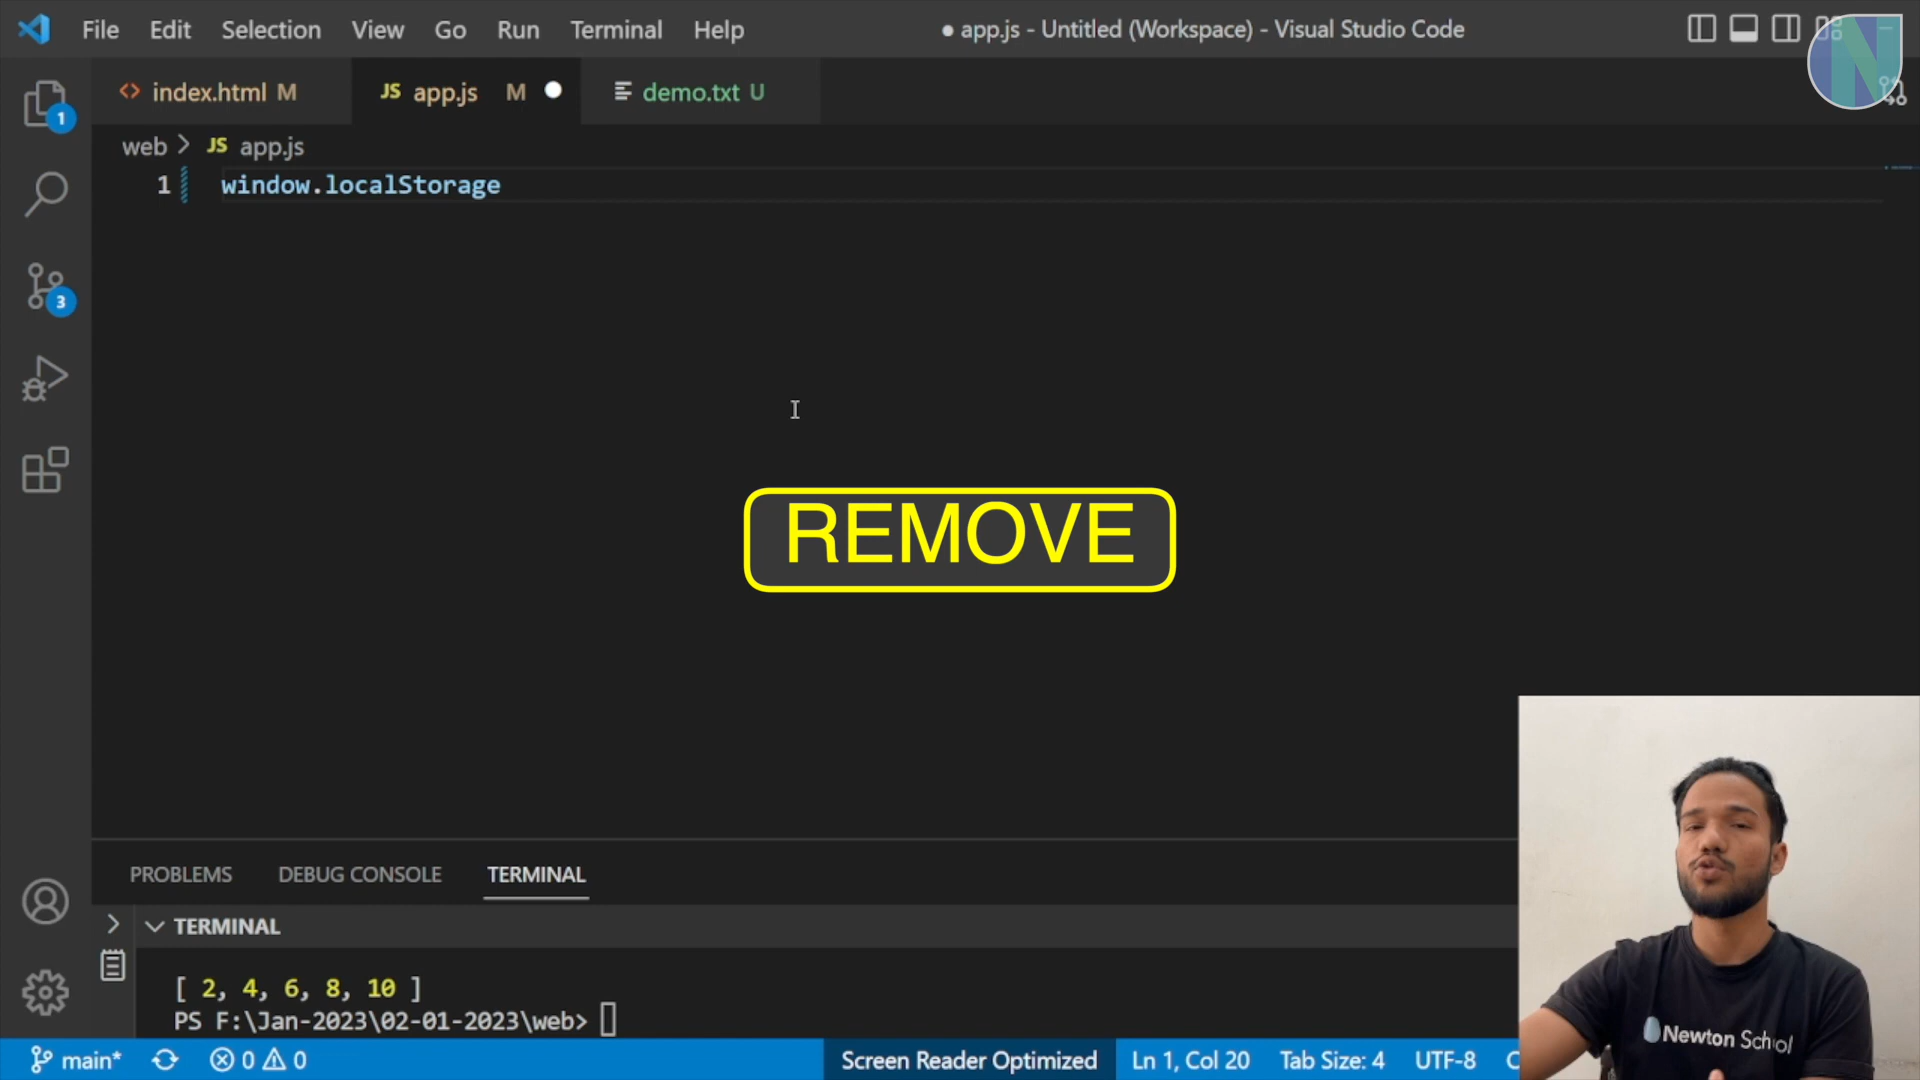 File Edit Selection View Go Run Terminal Help ● app.js - Untitled (Workspace) - Visual Studio Code
N
<> index.html M JS app.js M ● demo.txt U
1
web > JS app.js
1 window.localStorage
3
REMOVE
PROBLEMS DEBUG CONSOLE TERMINAL
TERMINAL
[ 2, 4, 6, 8, 10 ]
PS F:\Jan-2023\02-01-2023\web>
Newton School
main* 0 0 Screen Reader Optimized Ln 1, Col 20 Tab Size: 4 UTF-8